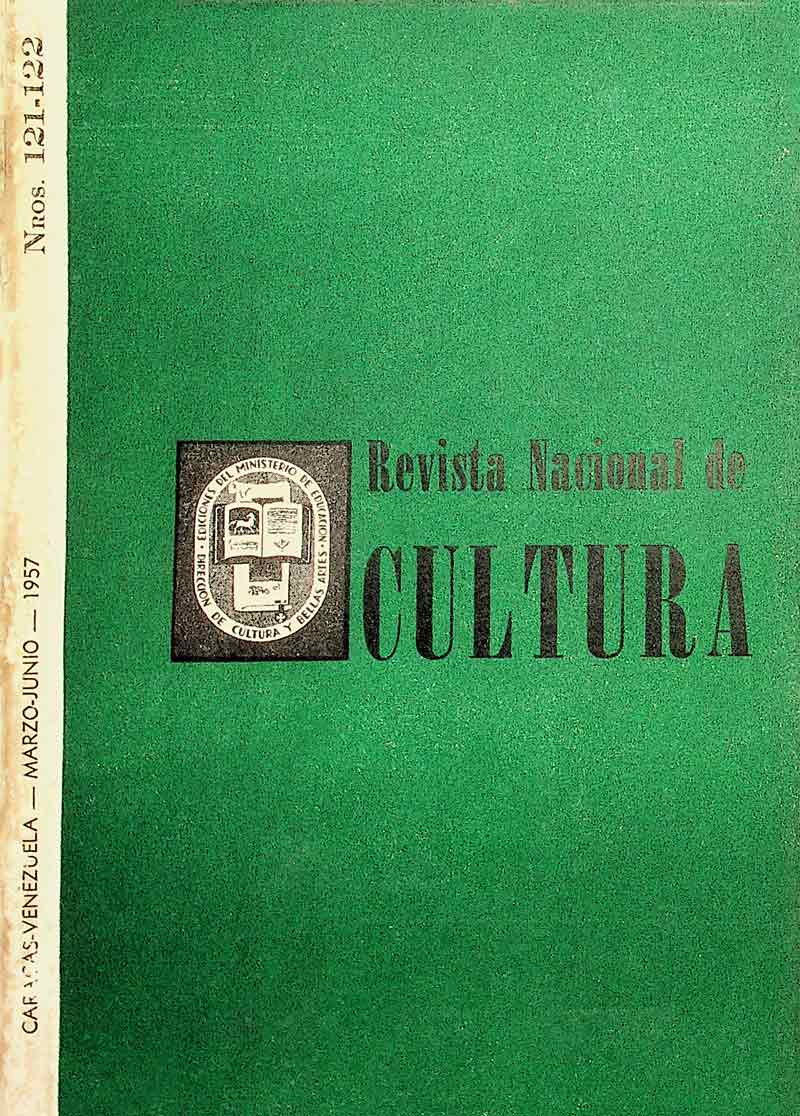 Nros. 121-122
CARACAS-VENEZUELA — MARZO-JUNIO — 1957
Revista Nacional de
CULTURA
EDICIONES DEL MINISTERIO DE EDUCACION
DIRECCION DE CULTURA Y BELLAS ARTES